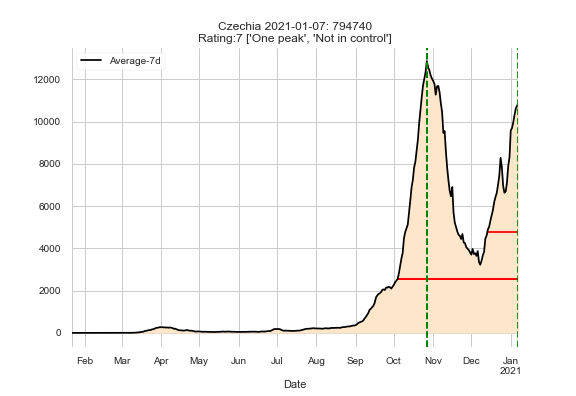 Czechia 2021-01-07: 794740
Rating:7 ['One peak', 'Not in control']
Average-7d
12000
10000
8000
6000
4000
2000
0
Feb Mar Apr May Jun Jul Aug Sep Oct Nov Dec Jan
2021
Date